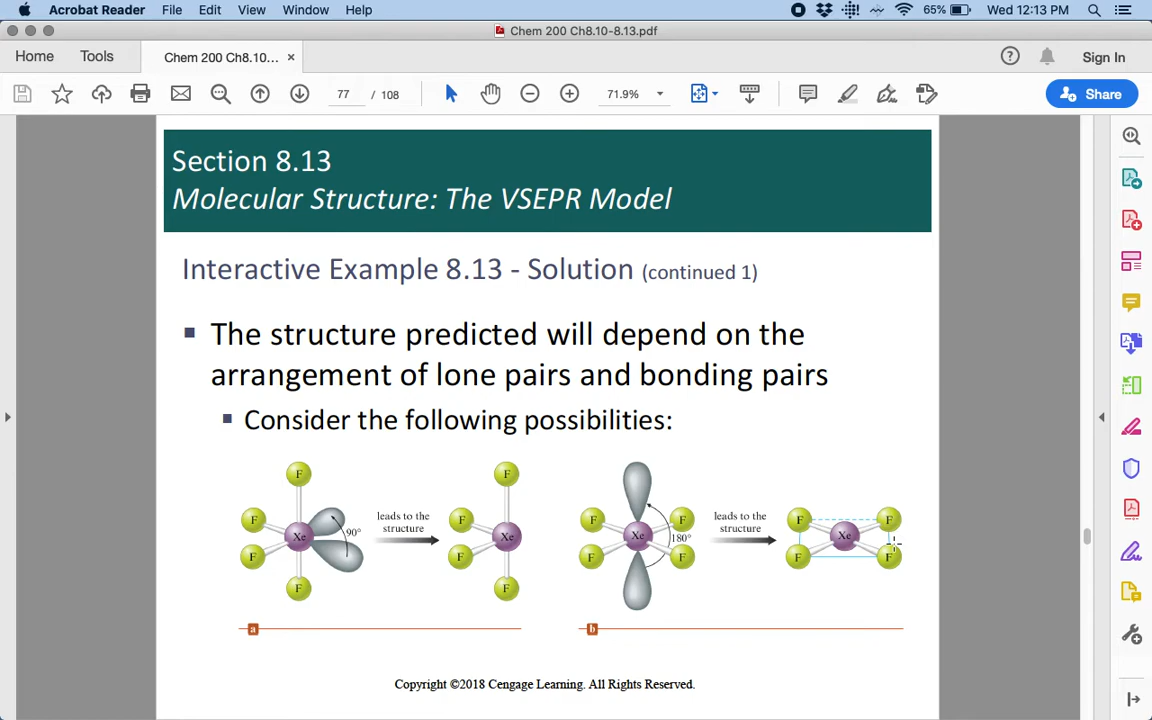 Acrobat Reader File Edit View Window Help 65% Wed 12:13 PM
Chem 200 Ch8.10-8.13.pdf
Home Tools Chem 200 Ch8.10... × Sign In
77 / 108 71.9% Share
Section 8.13
Molecular Structure: The VSEPR Model
Interactive Example 8.13 - Solution (continued 1)
The structure predicted will depend on the
arrangement of lone pairs and bonding pairs
Consider the following possibilities:
F F
F Xe 90° F leads to the structure F Xe F
F F
F Xe F 180° F F leads to the structure F Xe F F F
a b
Copyright ©2018 Cengage Learning. All Rights Reserved.